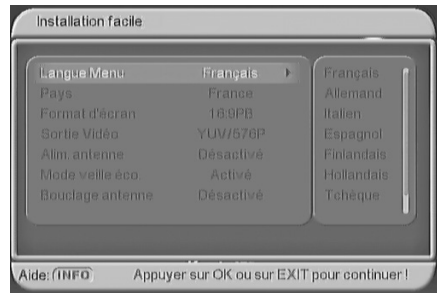 Installation facile
Langue Menu Français
Pays France
Format d'écran 16:9PB
Sortie Vidéo YUV/576P
Alim. antenne Désactivé
Mode veille éco Activé
Bouclage antenne Désactivé
Français
Allemand
Italien
Espagnol
Finlandais
Hollandais
Tchèque
Aide: INFO Appuyer sur OK ou sur EXIT pour continuer!